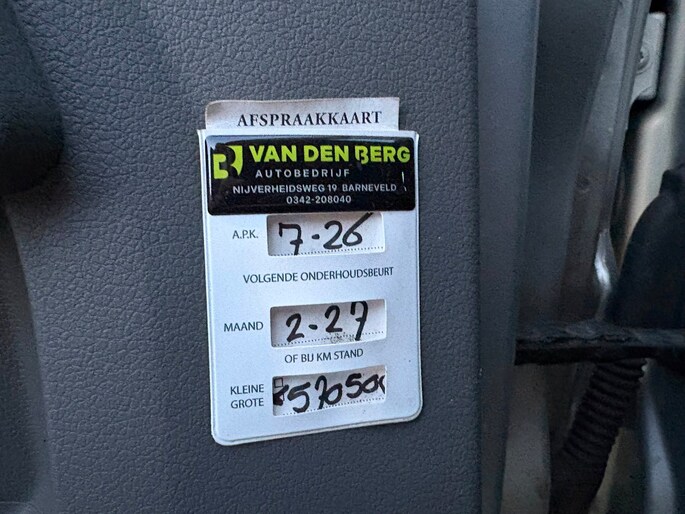 AFSPRAAKKAART
VAN DEN BERG
AUTOBEDRIJF
NIJVERHEIDSWEG 19 BARNEVELD
0342-208040
A.P.K. 7-26
VOLGENDE ONDERHOUDSBEURT
MAAND 2-27
OF BIJ KM STAND
KLEINE
GROTE